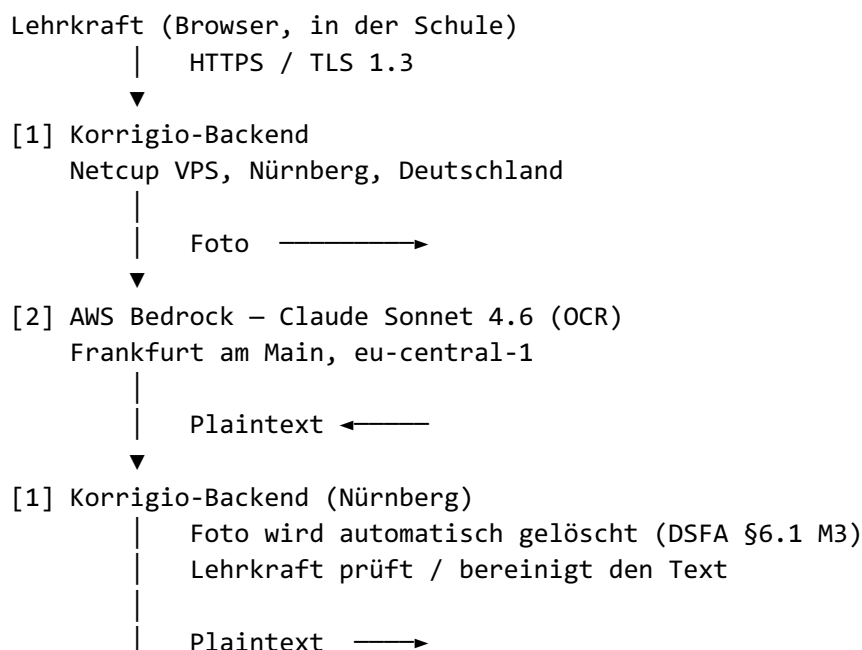 Lehrkraft (Browser, in der Schule)
│ HTTPS / TLS 1.3
▼
[1] Korrigio-Backend
Netcup VPS, Nürnberg, Deutschland
│
│ Foto ─────────►
▼
[2] AWS Bedrock — Claude Sonnet 4.6 (OCR)
Frankfurt am Main, eu-central-1
│
│ Plaintext ◄─────
▼
[1] Korrigio-Backend (Nürnberg)
│ Foto wird automatisch gelöscht (DSFA §6.1 M3)
│ Lehrkraft prüft / bereinigt den Text
│
│ Plaintext ────►